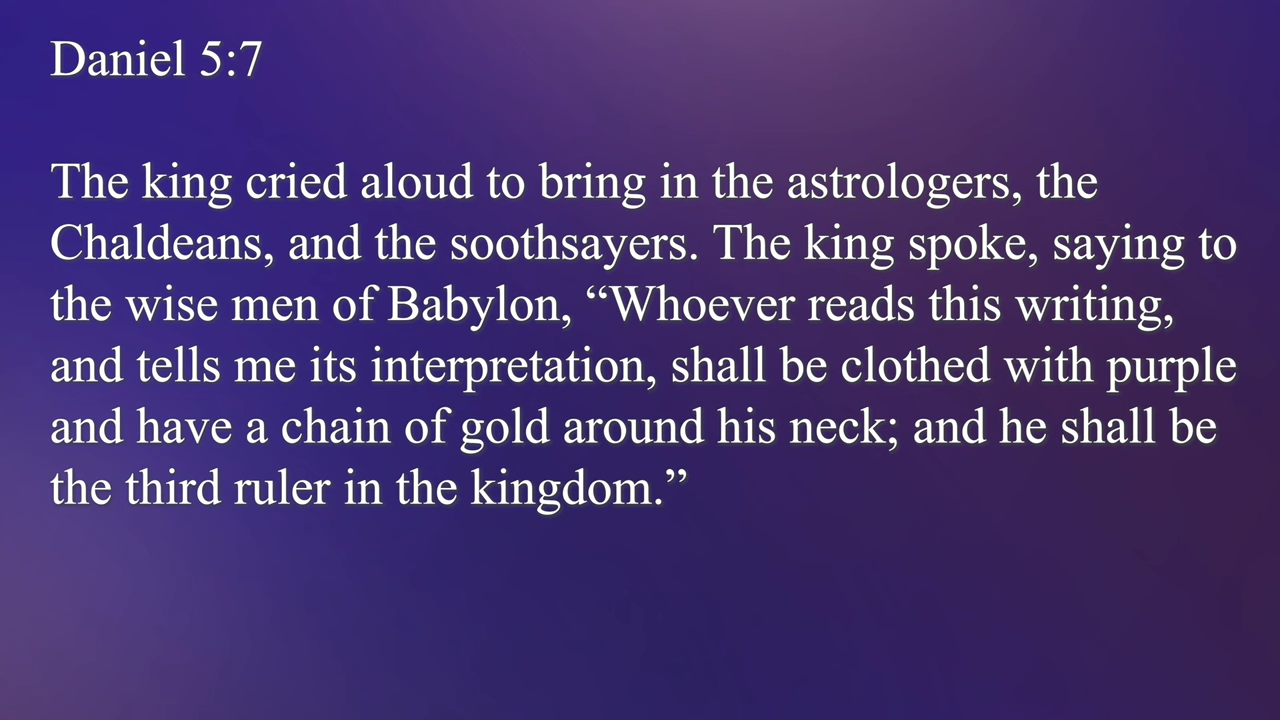 Daniel 5:7
The king cried aloud to bring in the astrologers, the
Chaldeans, and the soothsayers. The king spoke, saying to
the wise men of Babylon, “Whoever reads this writing,
and tells me its interpretation, shall be clothed with purple
and have a chain of gold around his neck; and he shall be
the third ruler in the kingdom.”